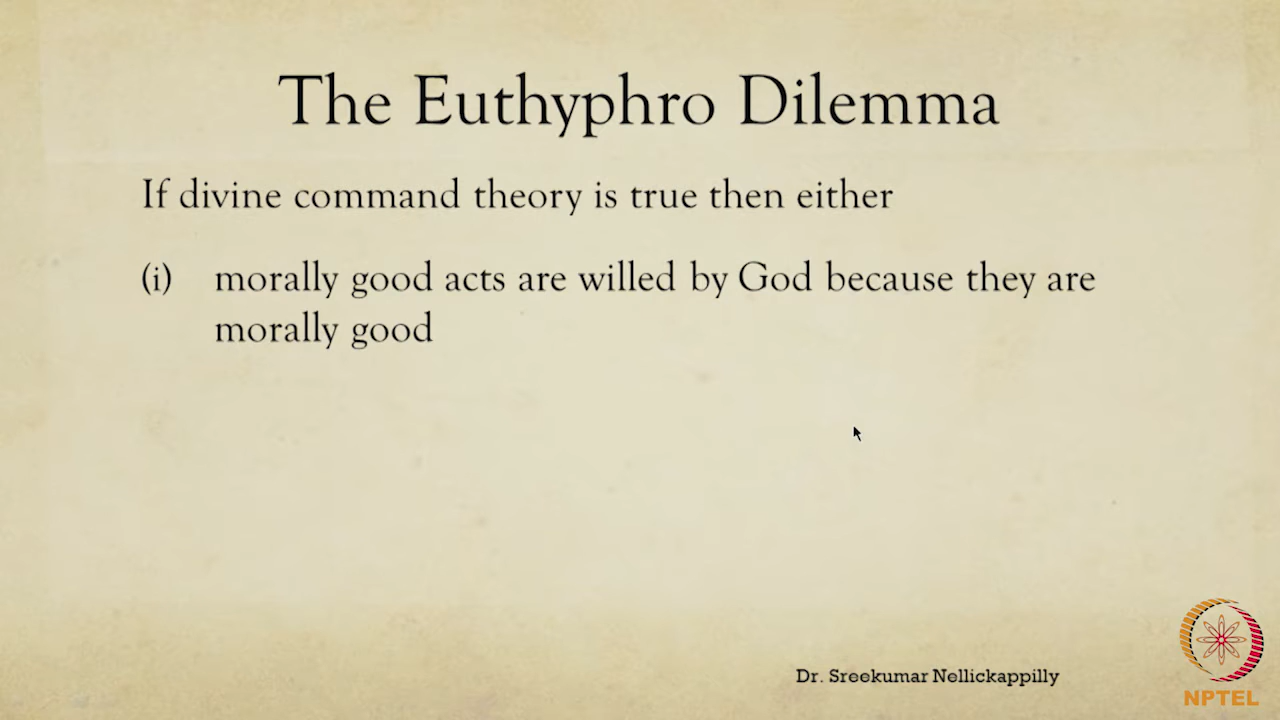 The Euthyphro Dilemma
If divine command theory is true then either
(i) morally good acts are willed by God because they are
morally good
Dr. Sreekumar Nellickappilly
NPTEL